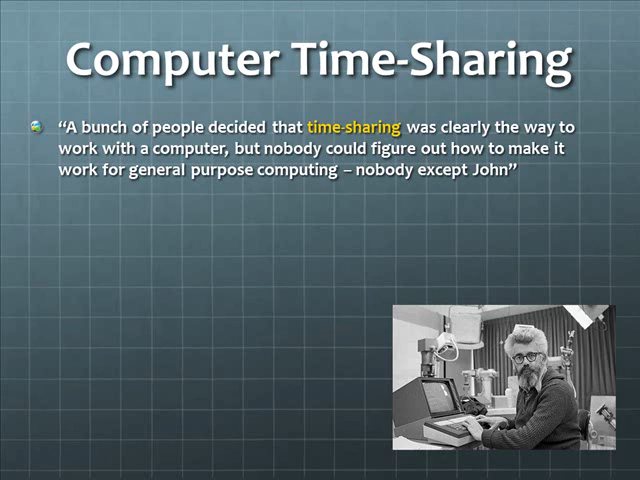 Computer Time-Sharing
“A bunch of people decided that time-sharing was clearly the way to
work with a computer, but nobody could figure out how to make it
work for general purpose computing – nobody except John”